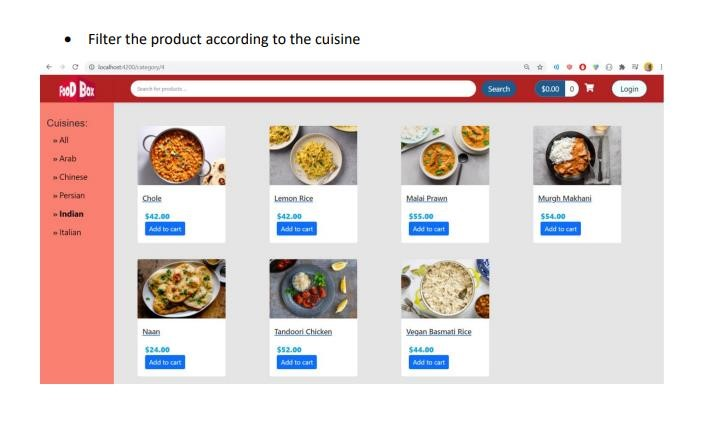 • Filter the product according to the cuisine
localhost:4200/category/4
FooD Box
Search for products...
Search
$0.00 0
Login
Cuisines:
» All
» Arab
» Chinese
» Persian
» Indian
» Italian
Chole
$42.00
Add to cart
Lemon Rice
$42.00
Add to cart
Malai Prawn
$55.00
Add to cart
Murgh Makhani
$54.00
Add to cart
Naan
$24.00
Add to cart
Tandoori Chicken
$52.00
Add to cart
Vegan Basmati Rice
$44.00
Add to cart